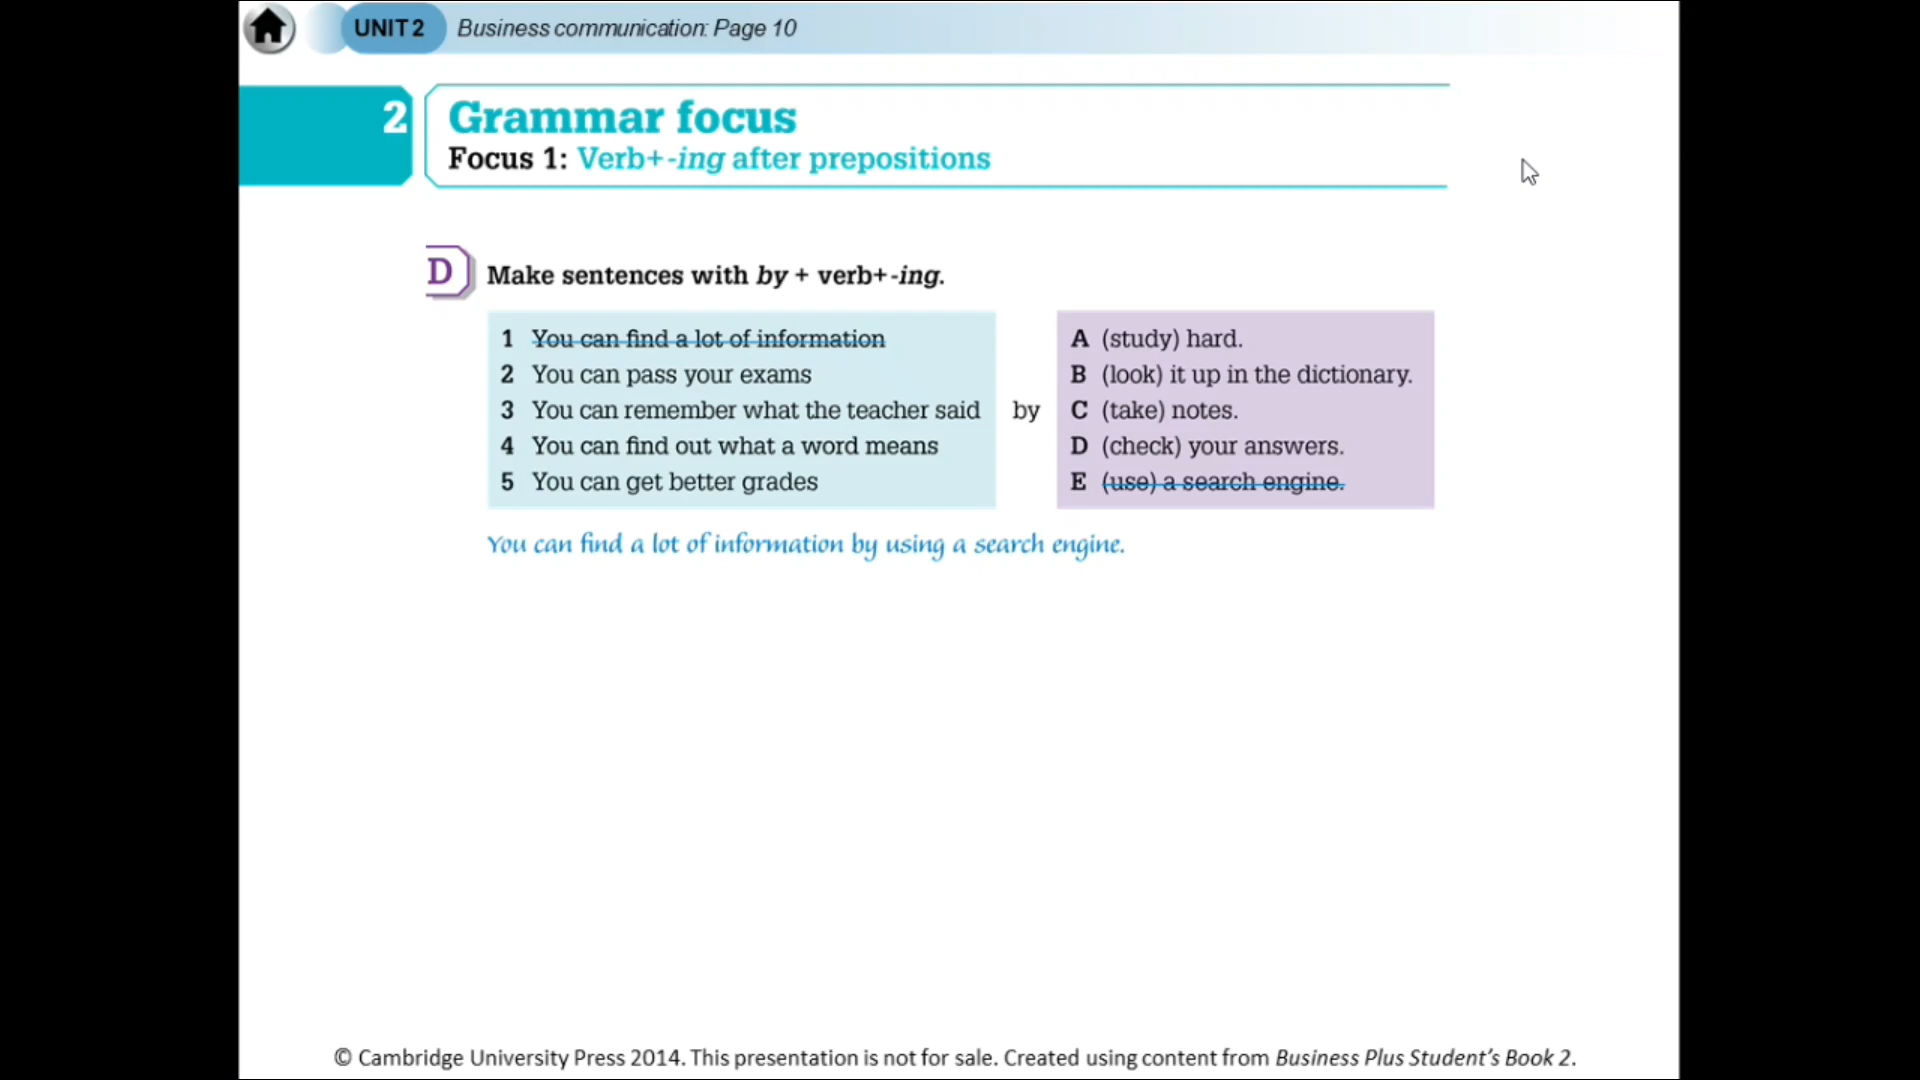 UNIT 2 Business communication: Page 10
2 Grammar focus
Focus 1: Verb+-ing after prepositions
D Make sentences with by + verb+-ing.
1 You can find a lot of information
2 You can pass your exams
3 You can remember what the teacher said
4 You can find out what a word means
5 You can get better grades
by
A (study) hard.
B (look) it up in the dictionary.
C (take) notes.
D (check) your answers.
E (use) a search engine.
You can find a lot of information by using a search engine.
© Cambridge University Press 2014. This presentation is not for sale. Created using content from Business Plus Student's Book 2.